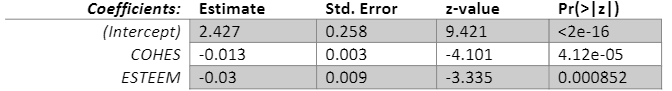 Coefficients: Estimate Std. Error z-value Pr(>|z|)
(Intercept) 2.427 0.258 9.421 <2e-16
COHES -0.013 0.003 -4.101 4.12e-05
ESTEEM -0.03 0.009 -3.335 0.000852